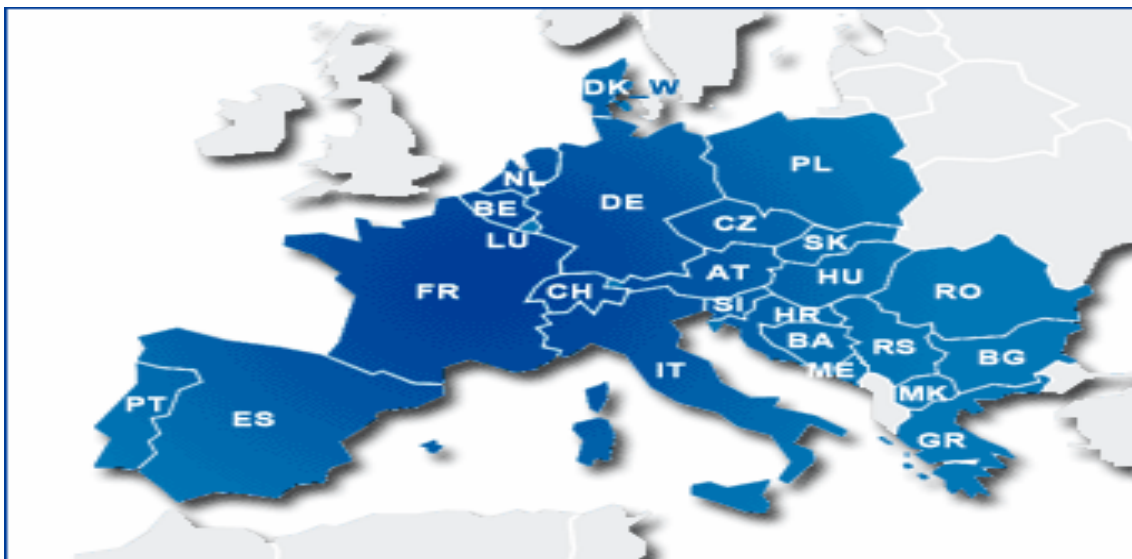 DK_W
PL
NL
DE
BE
CZ
LU
SK
AT
HU
FR
CH
RO
SI
HR
BA
RS
BG
ME
IT
MK
PT
ES
GR